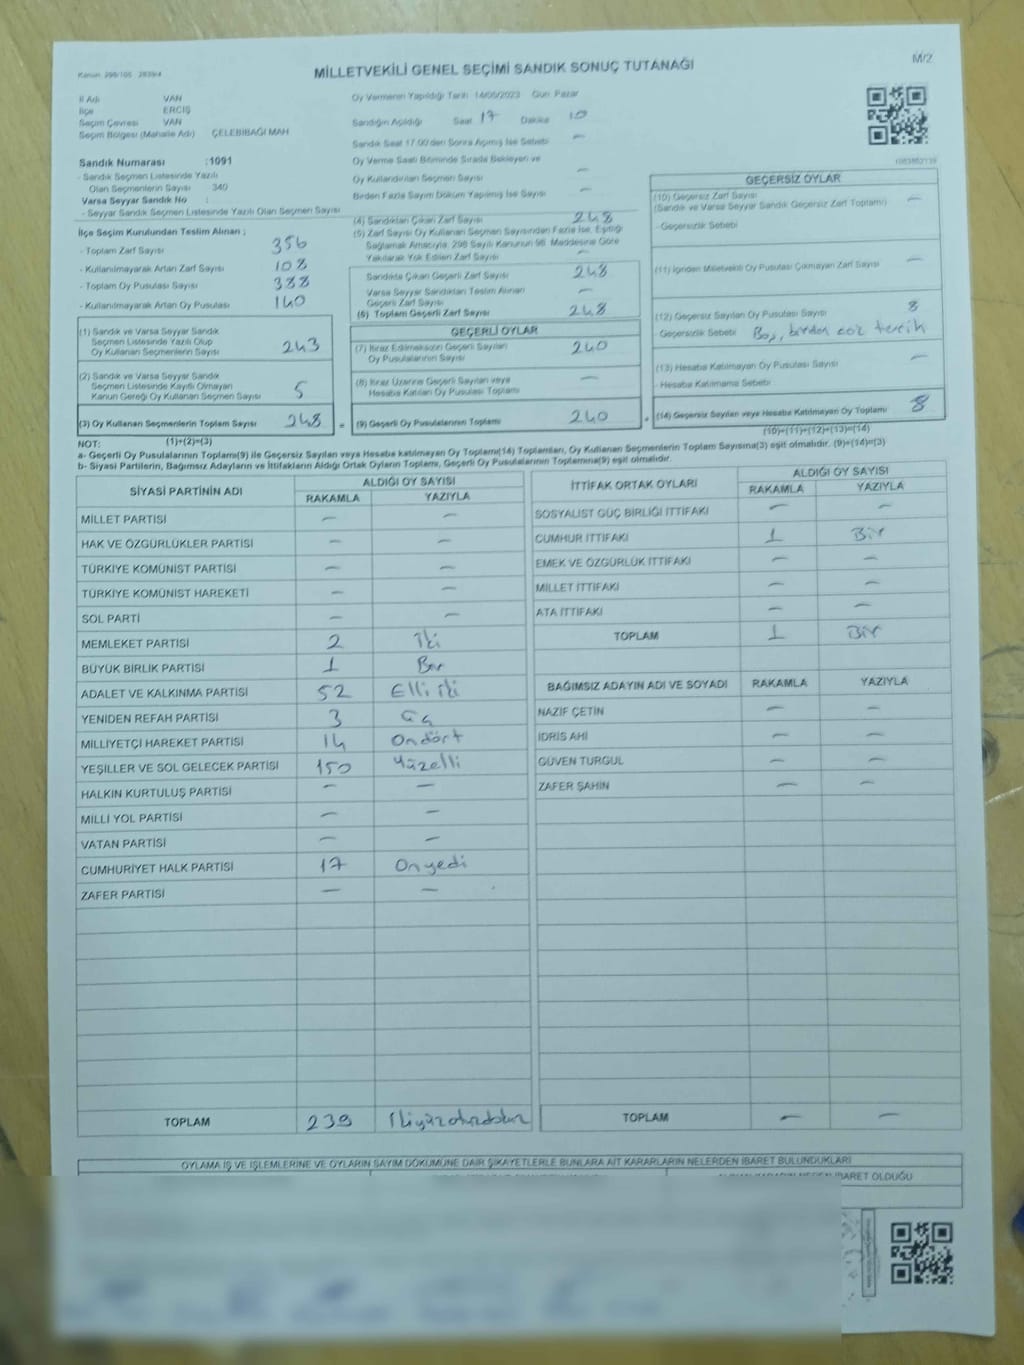 M/2
Kanun: 298/105 2839/4
MİLLETVEKİLİ GENEL SEÇİMİ SANDIK SONUÇ TUTANAĞI
İl Adı VAN
İlçe ERCİŞ
Seçim Çevresi VAN
Seçim Bölgesi (Mahalle Adı) ÇELEBİBAĞI MAH
Sandık Numarası :1091
- Sandık Seçmen Listesinde Yazılı
Olan Seçmenlerin Sayısı : 340
Varsa Seyyar Sandık No :
- Seyyar Sandık Seçmen Listesinde Yazılı Olan Seçmen Sayısı
İlçe Seçim Kurulundan Teslim Alınan ;
- Toplam Zarf Sayısı 356
- Kullanılmayarak Artan Zarf Sayısı 108
- Toplam Oy Pusulası Sayısı 388
- Kullanılmayarak Artan Oy Pusulası 140
(1) Sandık ve Varsa Seyyar Sandık
Seçmen Listesinde Yazılı Olup
Oy Kullanan Seçmenlerin Sayısı 243
(2) Sandık ve Varsa Seyyar Sandık
Seçmen Listesinde Kayıtlı Olmayan
Kanun Gereği Oy Kullanan Seçmen Sayısı 5
(3) Oy Kullanan Seçmenlerin Toplam Sayısı 248 =
(1)+(2)=(3)
Oy Vermenin Yapıldığı Tarih 14/05/2023 Gün Pazar
Sandığın Açıldığı Saat 17 Dakika 10
Sandık Saat 17.00'den Sonra Açılmış İse Sebebi —
Oy Verme Saati Bitiminde Sırada Bekleyen ve
Oy Kullandırılan Seçmen Sayısı —
Birden Fazla Sayım Döküm Yapılmış İse Sayısı —
(4) Sandıktan Çıkan Zarf Sayısı 248
(5) Zarf Sayısı Oy Kullanan Seçmen Sayısından Fazla İse, Eşitliği
Sağlamak Amacıyla, 298 Sayılı Kanunun 98. Maddesine Göre
Yakılarak Yok Edilen Zarf Sayısı —
Sandıkta Çıkan Geçerli Zarf Sayısı 248
Varsa Seyyar Sandıktan Teslim Alınan
Geçerli Zarf Sayısı —
(6) Toplam Geçerli Zarf Sayısı 248
GEÇERLİ OYLAR
(7) İtiraz Edilmeksizin Geçerli Sayılan
Oy Pusulalarının Sayısı 240
(8) İtiraz Üzerine Geçerli Sayılan veya
Hesaba Katılan Oy Pusulası Toplamı —
(9) Geçerli Oy Pusulalarının Toplamı 240 +
GEÇERSİZ OYLAR
(10) Geçersiz Zarf Sayısı
(Sandık ve Varsa Seyyar Sandık Geçersiz Zarf Toplamı) —
- Geçersizlik Sebebi
(11) İçinden Milletvekili Oy Pusulası Çıkmayan Zarf Sayısı —
(12) Geçersiz Sayılan Oy Pusulası Sayısı 8
- Geçersizlik Sebebi Boş, birden çok tercih
(13) Hesaba Katılmayan Oy Pusulası Sayısı —
- Hesaba Katılmama Sebebi
(14) Geçersiz Sayılan veya Hesaba Katılmayan Oy Toplamı 8
(10)+(11)+(12)+(13)=(14)
NOT:
a- Geçerli Oy Pusulasının Toplamı(9) ile Geçersiz Sayılan veya Hesaba katılmayan Oy Toplamı(14) Toplamları, Oy Kullanan Seçmenlerin Toplam Sayısına(3) eşit olmalıdır. (9)+(14)=(3)
b- Siyasi Partilerin, Bağımsız Adayların ve İttifakların Aldığı Ortak Oyların Toplamı, Geçerli Oy Pusulalarının Toplamına(9) eşit olmalıdır.
SİYASİ PARTİNİN ADI ALDIĞI OY SAYISI
RAKAMLA YAZIYLA
MİLLET PARTİSİ — —
HAK VE ÖZGÜRLÜKLER PARTİSİ — —
TÜRKİYE KOMÜNİST PARTİSİ — —
TÜRKİYE KOMÜNİST HAREKETİ — —
SOL PARTİ — —
MEMLEKET PARTİSİ 2 İki
BÜYÜK BİRLİK PARTİSİ 1 Bir
ADALET VE KALKINMA PARTİSİ 52 Elli iki
YENİDEN REFAH PARTİSİ 3 Üç
MİLLİYETÇİ HAREKET PARTİSİ 14 Ondört
YEŞİLLER VE SOL GELECEK PARTİSİ 150 Yüzelli
HALKIN KURTULUŞ PARTİSİ — —
MİLLİ YOL PARTİSİ — —
VATAN PARTİSİ — —
CUMHURİYET HALK PARTİSİ 17 Onyedi
ZAFER PARTİSİ — —
TOPLAM 239 İkiyüzotuzdokuz
İTTİFAK ORTAK OYLARI ALDIĞI OY SAYISI
RAKAMLA YAZIYLA
SOSYALİST GÜÇ BİRLİĞİ İTTİFAKI — —
CUMHUR İTTİFAKI 1 Bir
EMEK VE ÖZGÜRLÜK İTTİFAKI — —
MİLLET İTTİFAKI — —
ATA İTTİFAKI — —
TOPLAM 1 Bir
BAĞIMSIZ ADAYIN ADI VE SOYADI RAKAMLA YAZIYLA
NAZİF ÇETİN — —
İDRİS AHİ — —
GÜVEN TURGUL — —
ZAFER ŞAHİN — —
TOPLAM — —
OYLAMA İŞ VE İŞLEMLERİNE VE OYLARIN SAYIM DÖKÜMÜNE DAİR ŞİKAYETLERLE BUNLARA AİT KARARLARIN NELERDEN İBARET BULUNDUKLARI
İBARET OLDUĞU